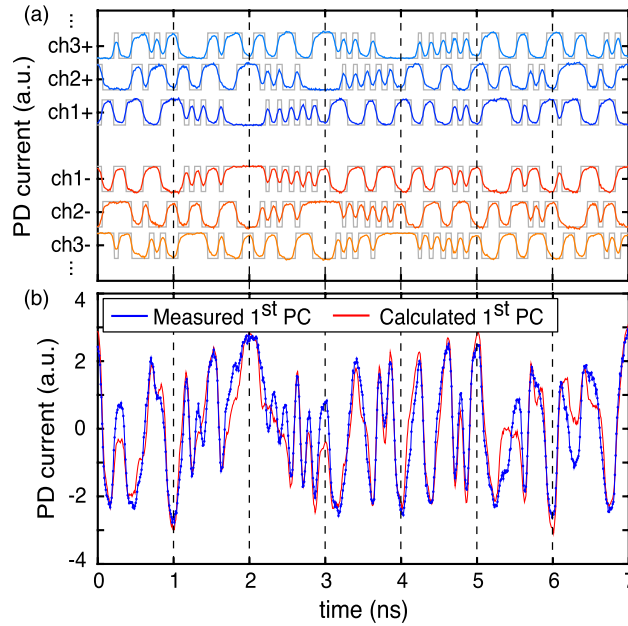 (a)
PD current (a.u.)
...
ch3+
ch2+
ch1+
ch1-
ch2-
ch3-
...
(b)
PD current (a.u.)
4
2
0
-2
-4
Measured 1st PC
Calculated 1st PC
0 1 2 3 4 5 6 7
time (ns)